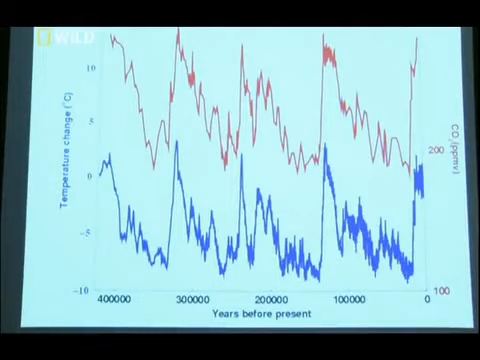 WILD
10
5
0
−5
−10
Temperature change (°C)
200
100
CO₂ (ppmv)
400000 300000 200000 100000 0
Years before present